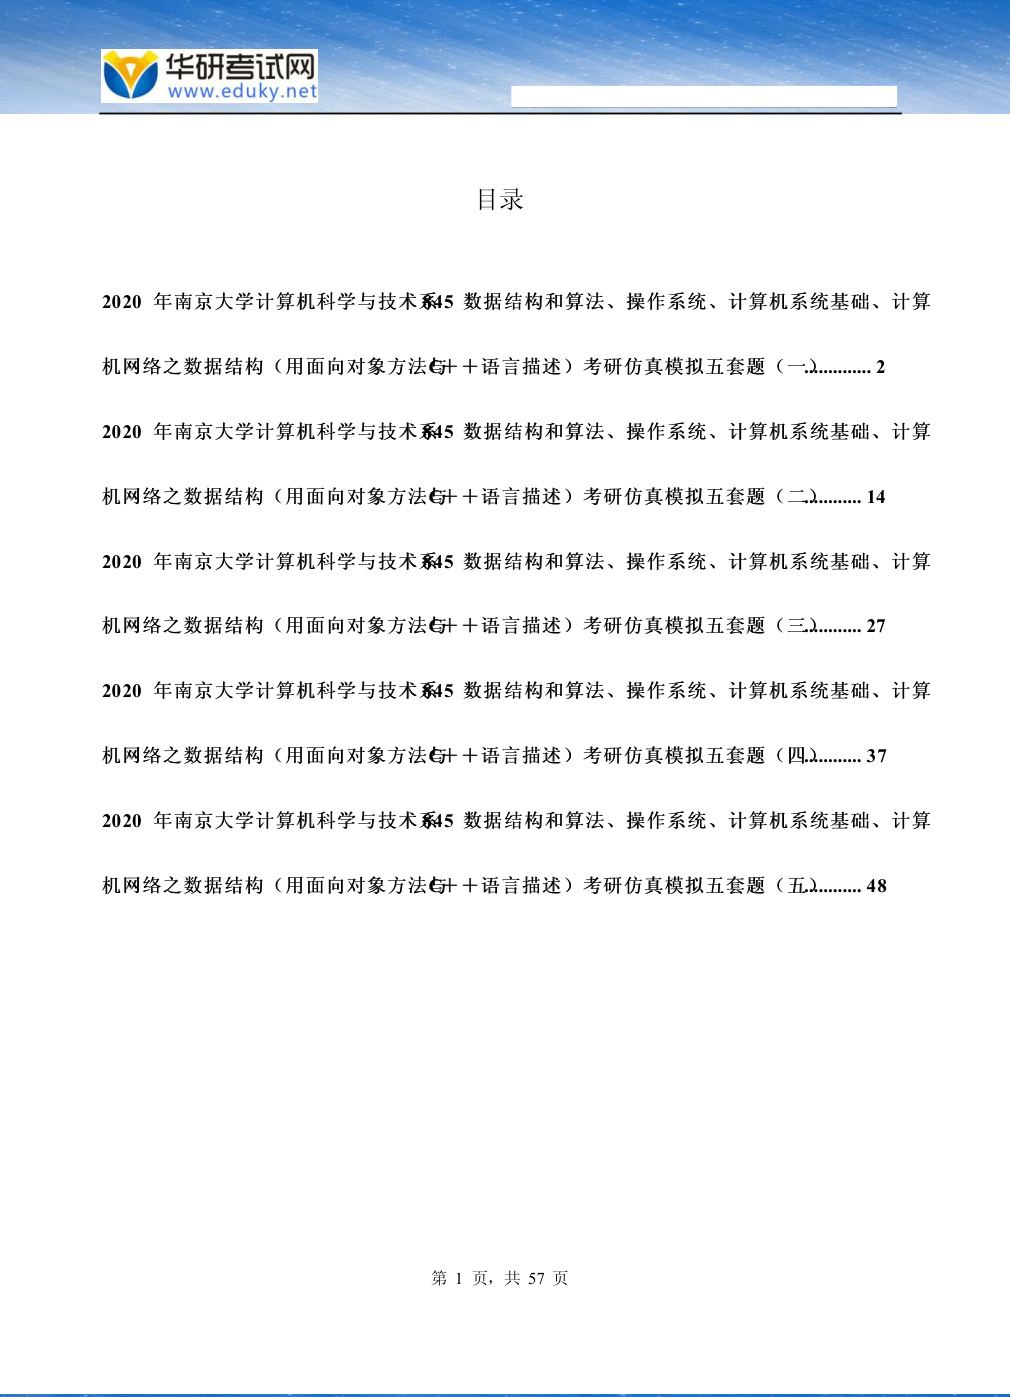 华研考试网
www.eduky.net
目录
2020 年南京大学计算机科学与技术系845 数据结构和算法、操作系统、计算机系统基础、计算
机网络之数据结构（用面向对象方法与C＋＋语言描述）考研仿真模拟五套题（一）............. 2
2020 年南京大学计算机科学与技术系845 数据结构和算法、操作系统、计算机系统基础、计算
机网络之数据结构（用面向对象方法与C＋＋语言描述）考研仿真模拟五套题（二）........... 14
2020 年南京大学计算机科学与技术系845 数据结构和算法、操作系统、计算机系统基础、计算
机网络之数据结构（用面向对象方法与C＋＋语言描述）考研仿真模拟五套题（三）........... 27
2020 年南京大学计算机科学与技术系845 数据结构和算法、操作系统、计算机系统基础、计算
机网络之数据结构（用面向对象方法与C＋＋语言描述）考研仿真模拟五套题（四）........... 37
2020 年南京大学计算机科学与技术系845 数据结构和算法、操作系统、计算机系统基础、计算
机网络之数据结构（用面向对象方法与C＋＋语言描述）考研仿真模拟五套题（五）........... 48
第 1 页，共 57 页